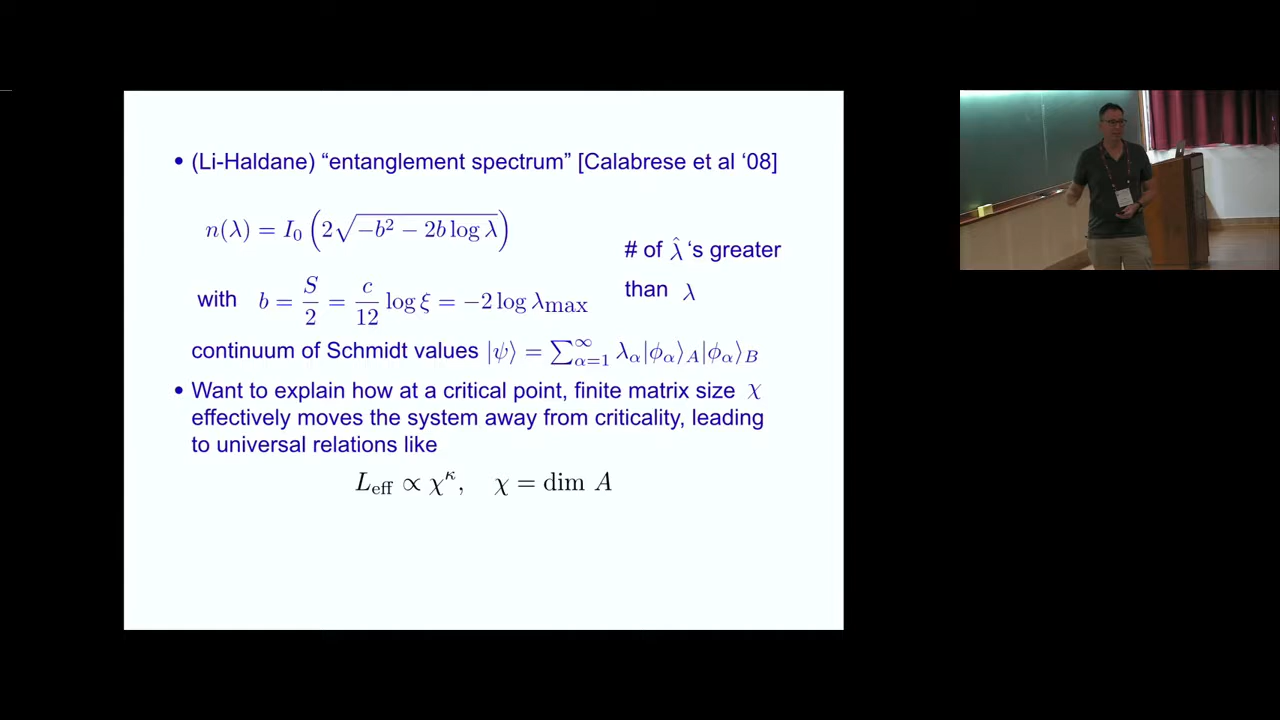 • (Li-Haldane) “entanglement spectrum” [Calabrese et al ‘08]
n(λ) = I₀ (2√(−b² − 2b log λ))
# of λ̂ ‘s greater
than λ
with b = S/2 = c/12 log ξ = −2 log λmax
continuum of Schmidt values |ψ⟩ = ∑_{α=1}^{∞} λ_α|ϕ_α⟩_A|ϕ_α⟩_B
• Want to explain how at a critical point, finite matrix size χ
effectively moves the system away from criticality, leading
to universal relations like
L_eff ∝ χ^κ, χ = dim A